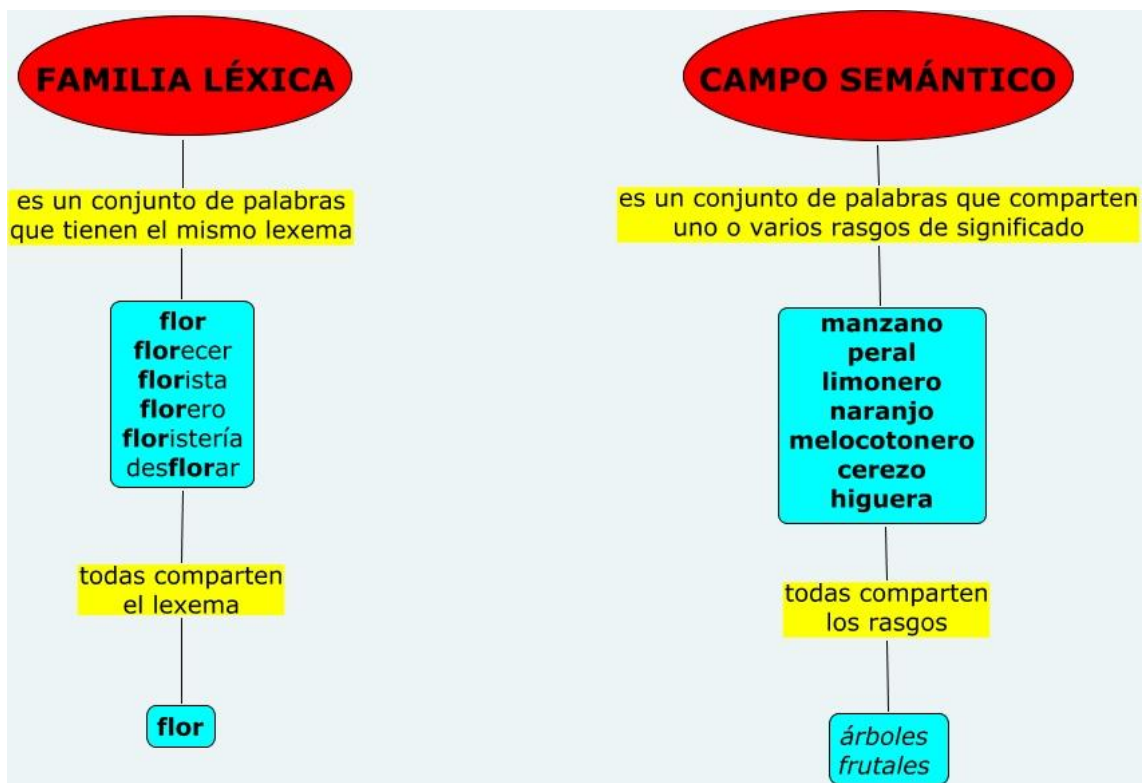 FAMILIA LÉXICA
es un conjunto de palabras
que tienen el mismo lexema
flor
florecer
florista
florero
floristería
desflorar
todas comparten
el lexema
flor
CAMPO SEMÁNTICO
es un conjunto de palabras que comparten
uno o varios rasgos de significado
manzano
peral
limonero
naranjo
melocotonero
cerezo
higuera
todas comparten
los rasgos
árboles
frutales